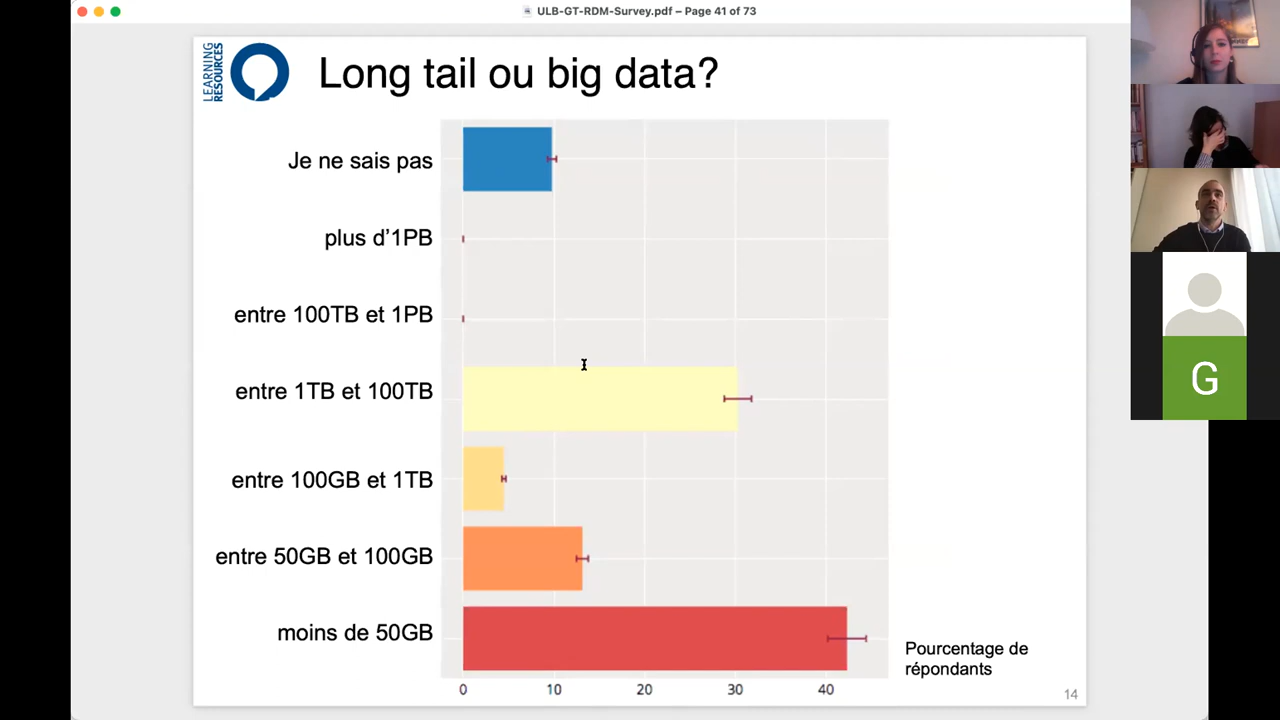 ULB-GT-RDM-Survey.pdf – Page 41 of 73
LEARNING
RESOURCES
Long tail ou big data?
Je ne sais pas
plus d’1PB
entre 100TB et 1PB
entre 1TB et 100TB
entre 100GB et 1TB
entre 50GB et 100GB
moins de 50GB
0 10 20 30 40
Pourcentage de
répondants
14
G